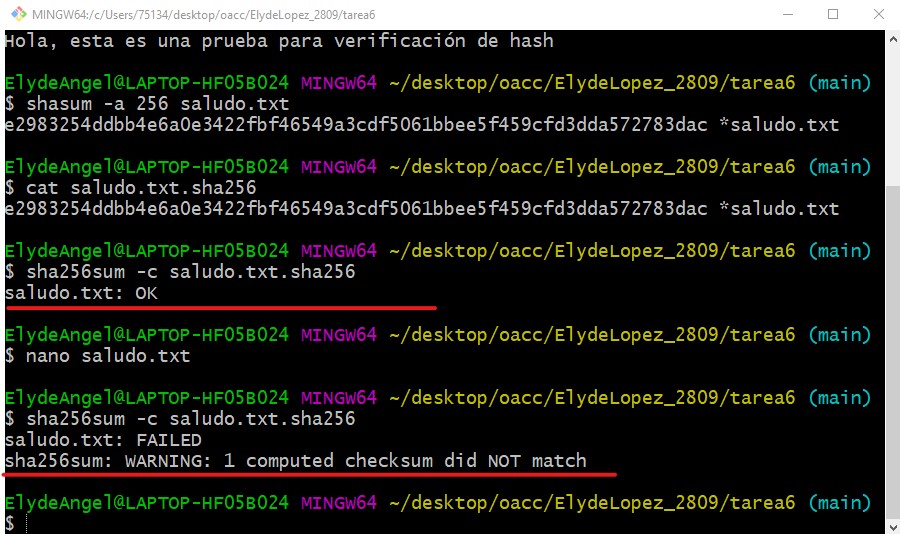 MINGW64:/c/Users/75134/desktop/oacc/ElydeLopez_2809/tarea6
Hola, esta es una prueba para verificación de hash
ElydeAngel@LAPTOP-HF05B024 MINGW64 ~/desktop/oacc/ElydeLopez_2809/tarea6 (main)
$ shasum -a 256 saludo.txt
e2983254ddbb4e6a0e3422fbf46549a3cdf5061bbee5f459cfd3dda572783dac *saludo.txt
ElydeAngel@LAPTOP-HF05B024 MINGW64 ~/desktop/oacc/ElydeLopez_2809/tarea6 (main)
$ cat saludo.txt.sha256
e2983254ddbb4e6a0e3422fbf46549a3cdf5061bbee5f459cfd3dda572783dac *saludo.txt
ElydeAngel@LAPTOP-HF05B024 MINGW64 ~/desktop/oacc/ElydeLopez_2809/tarea6 (main)
$ sha256sum -c saludo.txt.sha256
saludo.txt: OK
ElydeAngel@LAPTOP-HF05B024 MINGW64 ~/desktop/oacc/ElydeLopez_2809/tarea6 (main)
$ nano saludo.txt
ElydeAngel@LAPTOP-HF05B024 MINGW64 ~/desktop/oacc/ElydeLopez_2809/tarea6 (main)
$ sha256sum -c saludo.txt.sha256
saludo.txt: FAILED
sha256sum: WARNING: 1 computed checksum did NOT match
ElydeAngel@LAPTOP-HF05B024 MINGW64 ~/desktop/oacc/ElydeLopez_2809/tarea6 (main)
$